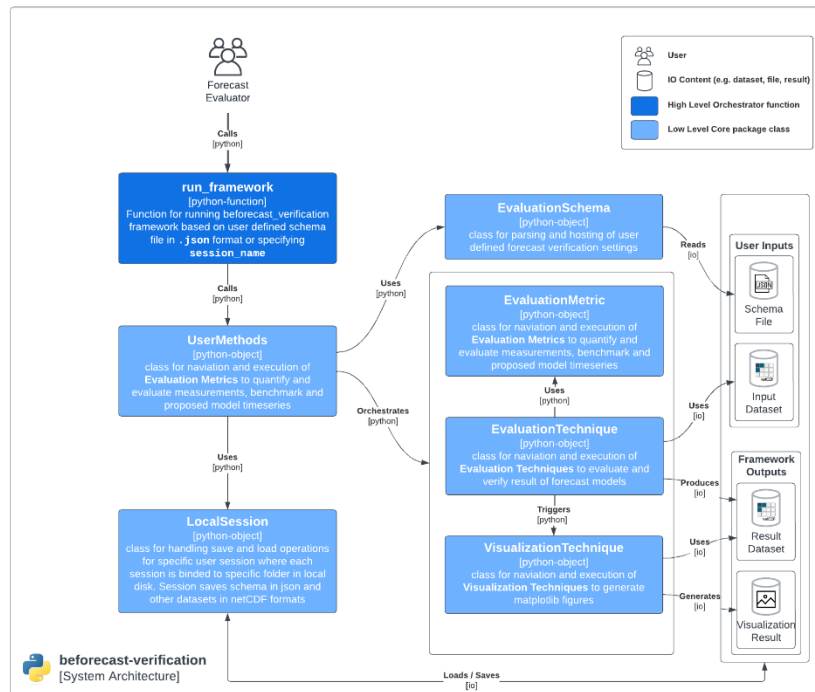 Forecast
Evaluator
Calls
[python]
run_framework
[python-function]
Function for running beforecast_verification
framework based on user defined schema
file in .json format or specifying
session_name
Calls
[python]
UserMethods
[python-object]
class for naviation and execution of
Evaluation Metrics to quantify and
evaluate measurements, benchmark and
proposed model timeseries
Uses
[python]
LocalSession
[python-object]
class for handling save and load operations
for specific user session where each
session is binded to specific folder in local
disk. Session saves schema in json and
other datasets in netCDF formats
Uses
[python]
Orchestrates
[python]
EvaluationSchema
[python-object]
class for parsing and hosting of user
defined forecast verification settings
EvaluationMetric
[python-object]
class for naviation and execution of
Evaluation Metrics to quantify and
evaluate measurements, benchmark and
proposed model timeseries
Uses
[python]
EvaluationTechnique
[python-object]
class for naviation and execution of
Evaluation Techniques to evaluate and
verify result of forecast models
Triggers
[python]
VisualizationTechnique
[python-object]
class for naviation and execution of
Visualization Techniques to generate
matplotlib figures
Reads
[io]
Uses
[io]
Produces
[io]
Uses
[io]
Generates
[io]
User
IO Content (e.g. dataset, file, result)
High Level Orchestrator function
Low Level Core package class
User Inputs
JSON
Schema
File
netCDF
Input
Dataset
Framework
Outputs
netCDF
Result
Dataset
Visualization
Result
beforecast-verification
[System Architecture]
Loads / Saves
[io]